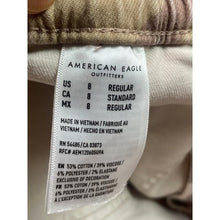 AMERICAN EAGLE
OUTFITTERS
US 8 REGULAR
CA 8 STANDARD
MX 8 REGULAR
MADE IN VIETNAM / FABRIQUÉ AU
VIETNAM / HECHO EN VIETNAM
RN 54485/CA 03873
EN 53% COTTON / 39% VISCOSE /
6% POLYESTER / 2% ELASTANE
EXCLUSIVE OF DECORATION
FR 53% COTON / 39% VISCOSE /
6% POLYESTER / 2% ÉLASTHANNE